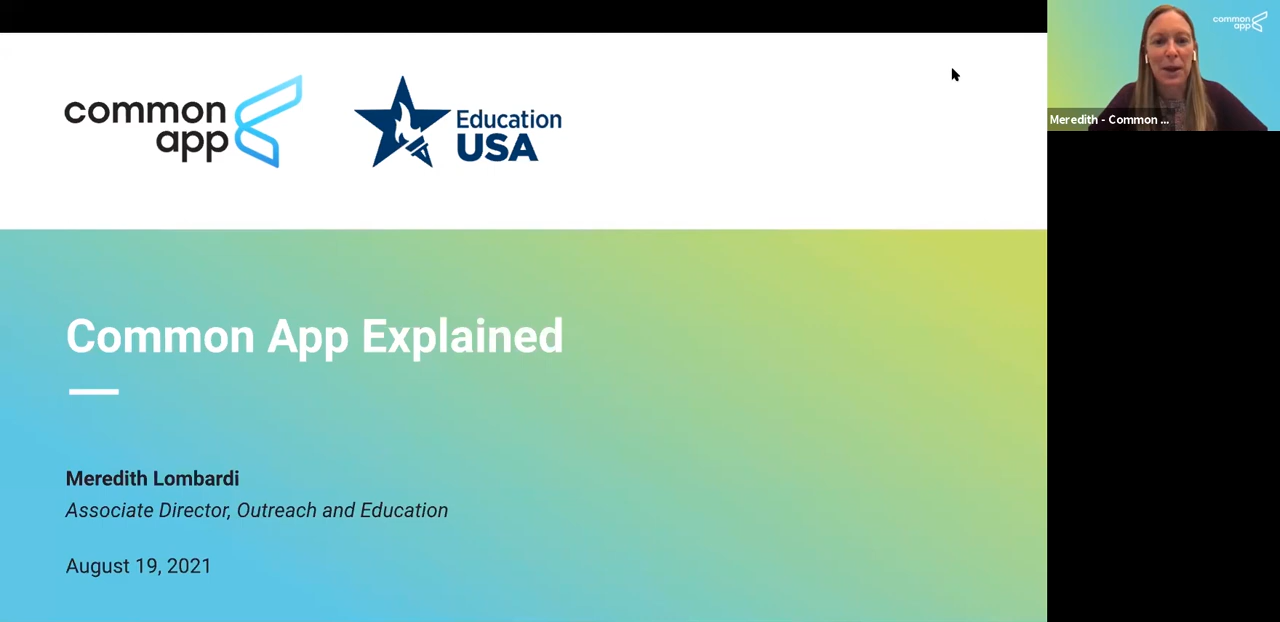 common
app
Education
USA
Common App Explained
Meredith Lombardi
Associate Director, Outreach and Education
August 19, 2021
common
app
Meredith - Common ...